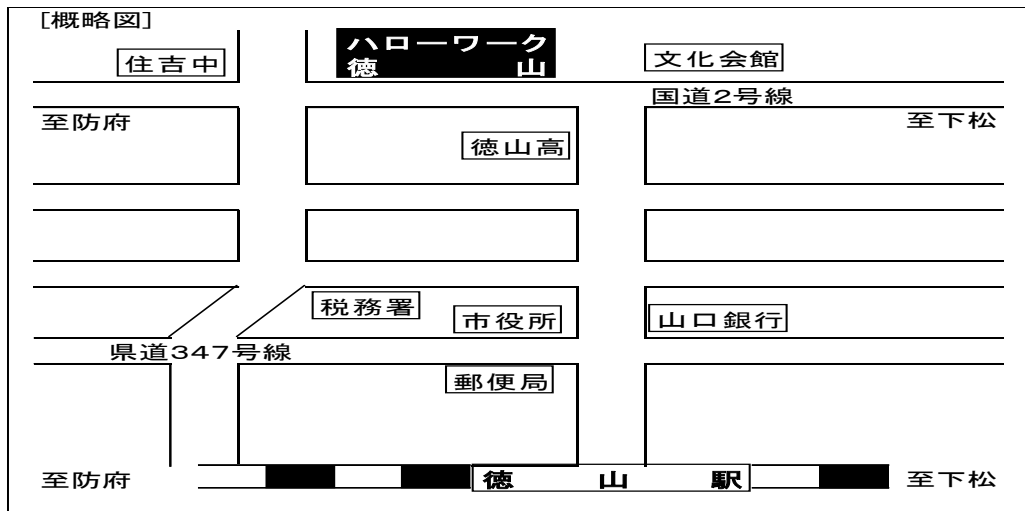 [概略図]
住吉中
ハローワーク
徳山
文化会館
国道2号線
至防府
至下松
徳山高
税務署
市役所
山口銀行
県道347号線
郵便局
至防府
徳山駅
至下松